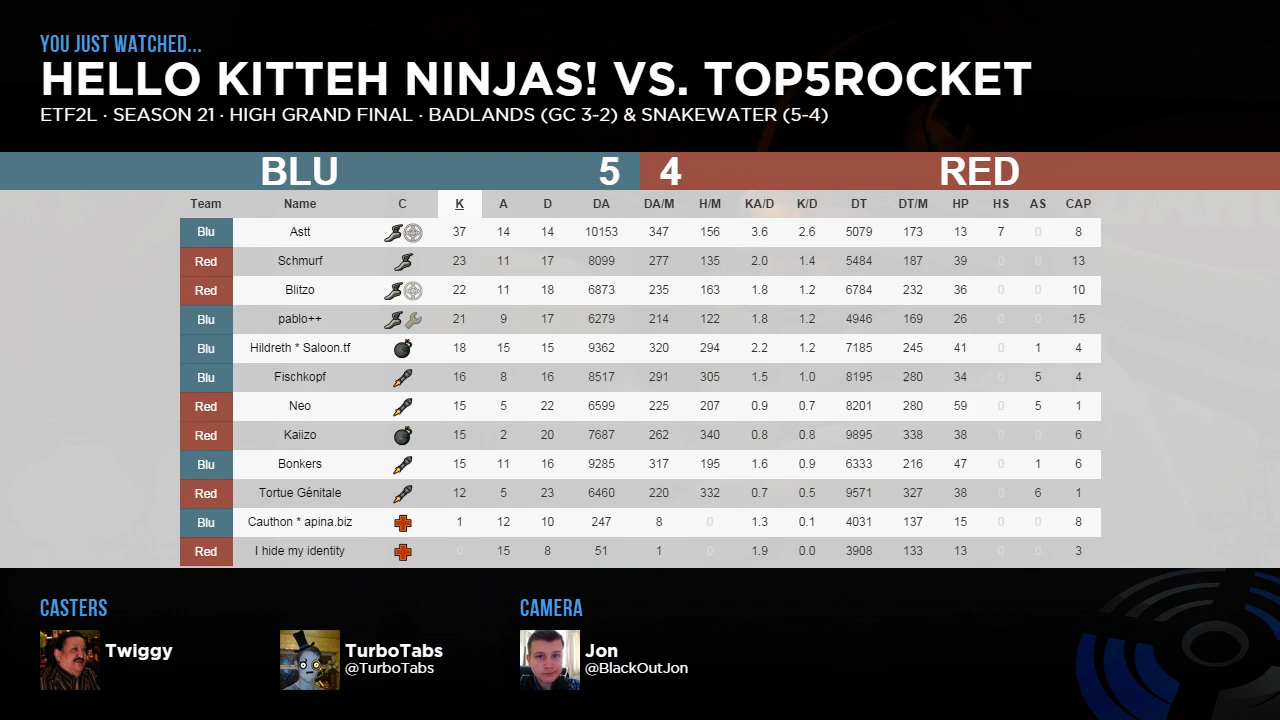 YOU JUST WATCHED...
HELLO KITTEH NINJAS! VS. TOP5ROCKET
ETF2L · SEASON 21 · HIGH GRAND FINAL · BADLANDS (GC 3-2) & SNAKEWATER (5-4)
BLU 5 4 RED
Team Name C K A D DA DA/M H/M KA/D K/D DT DT/M HP HS AS CAP
Blu Astt 37 14 14 10153 347 156 3.6 2.6 5079 173 13 7 0 8
Red Schmurf 23 11 17 8099 277 135 2.0 1.4 5484 187 39 0 0 13
Red Blitzo 22 11 18 6873 235 163 1.8 1.2 6784 232 36 0 0 10
Blu pablo++ 21 9 17 6279 214 122 1.8 1.2 4946 169 26 0 0 15
Blu Hildreth * Saloon.tf 18 15 15 9362 320 294 2.2 1.2 7185 245 41 0 1 4
Blu Fischkopf 16 8 16 8517 291 305 1.5 1.0 8195 280 34 0 5 4
Red Neo 15 5 22 6599 225 207 0.9 0.7 8201 280 59 0 5 1
Red Kaiizo 15 2 20 7687 262 340 0.8 0.8 9895 338 38 0 0 6
Blu Bonkers 15 11 16 9285 317 195 1.6 0.9 6333 216 47 0 1 6
Red Tortue Génitale 12 5 23 6460 220 332 0.7 0.5 9571 327 38 0 6 1
Blu Cauthon * apina.biz 1 12 10 247 8 0 1.3 0.1 4031 137 15 0 0 8
Red I hide my identity 0 15 8 51 1 0 1.9 0.0 3908 133 13 0 0 3
CASTERS
Twiggy
TurboTabs
@TurboTabs
CAMERA
Jon
@BlackOutJon